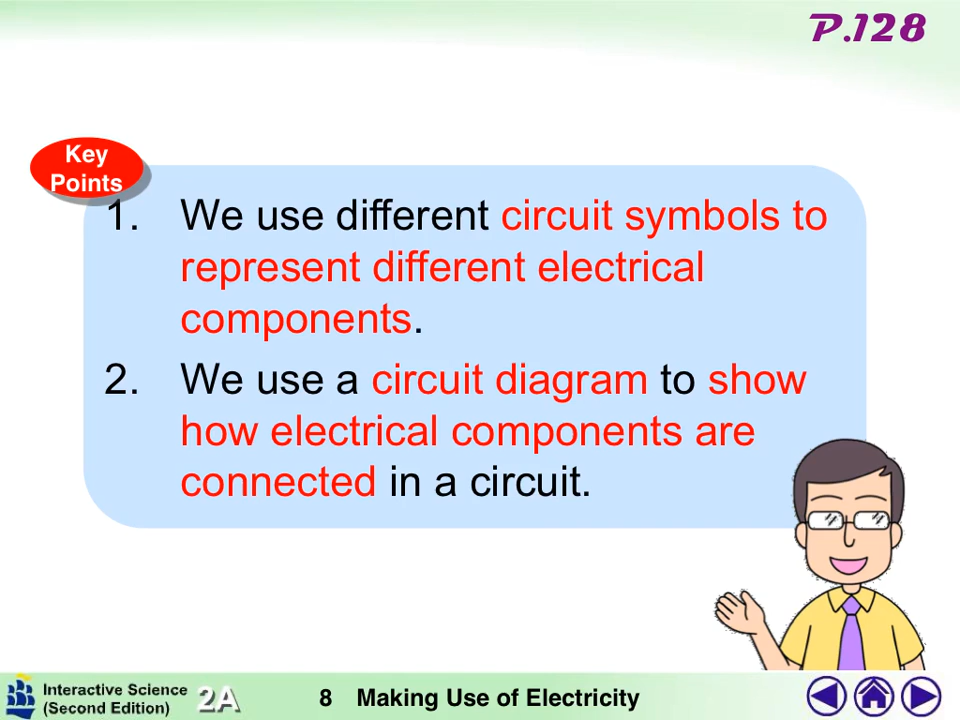 P.128
Key
Points
1. We use different circuit symbols to
represent different electrical
components.
2. We use a circuit diagram to show
how electrical components are
connected in a circuit.
Interactive Science
(Second Edition)
2A
8 Making Use of Electricity